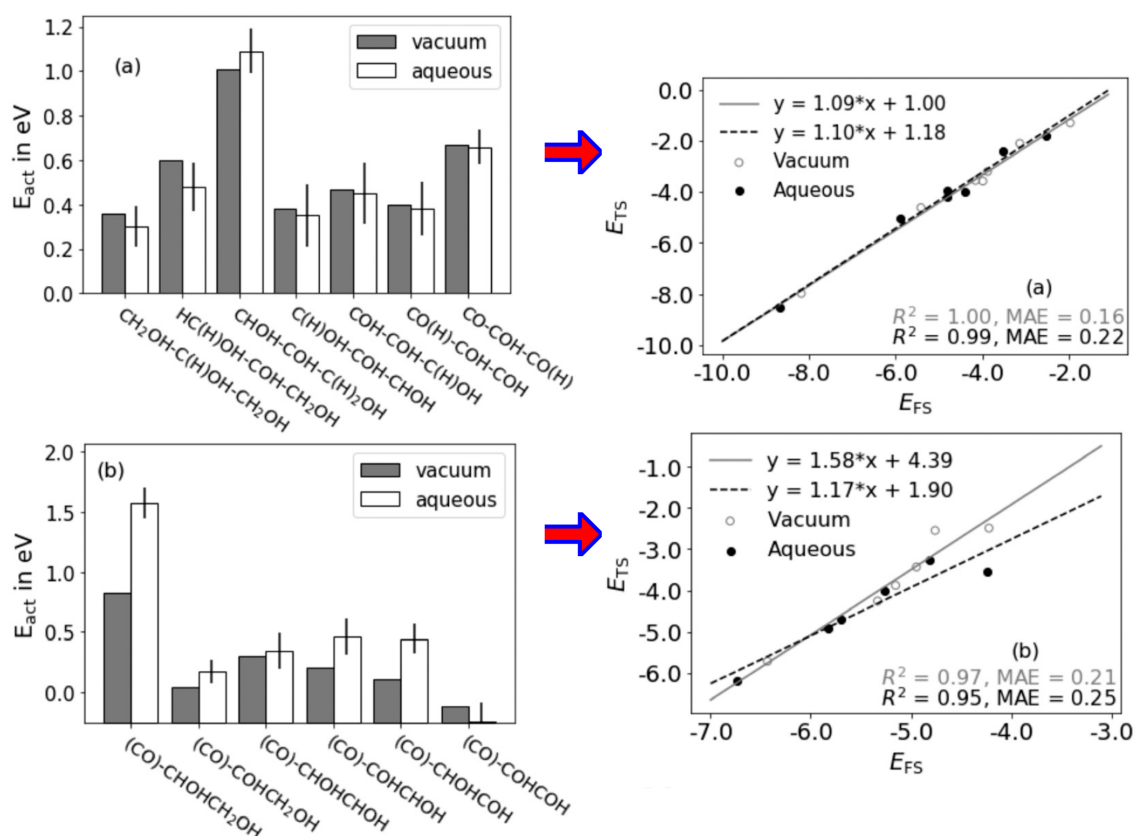 1.2
1.0
0.8
0.6
0.4
0.2
0.0
E_act in eV
(a)
vacuum
aqueous
CH₂OH-C(H)OH-CH₂OH
HC(H)OH-COH-CH₂OH
CHOH-COH-C(H)₂OH
C(H)OH-COH-CHOH
COH-COH-C(H)OH
CO(H)-COH-COH
CO-COH-CO(H)
0.0
-2.0
-4.0
-6.0
-8.0
-10.0
E_TS
y = 1.09*x + 1.00
y = 1.10*x + 1.18
Vacuum
Aqueous
(a)
R² = 1.00, MAE = 0.16
R² = 0.99, MAE = 0.22
-10.0 -8.0 -6.0 -4.0 -2.0
E_FS
2.0
1.5
1.0
0.5
0.0
E_act in eV
(b)
vacuum
aqueous
(CO)-CHOHCH₂OH
(CO)-COHCH₂OH
(CO)-CHOHCHOH
(CO)-COHCHOH
(CO)-CHOHCOH
(CO)-COHCOH
-1.0
-2.0
-3.0
-4.0
-5.0
-6.0
E_TS
y = 1.58*x + 4.39
y = 1.17*x + 1.90
Vacuum
Aqueous
(b)
R² = 0.97, MAE = 0.21
R² = 0.95, MAE = 0.25
-7.0 -6.0 -5.0 -4.0 -3.0
E_FS